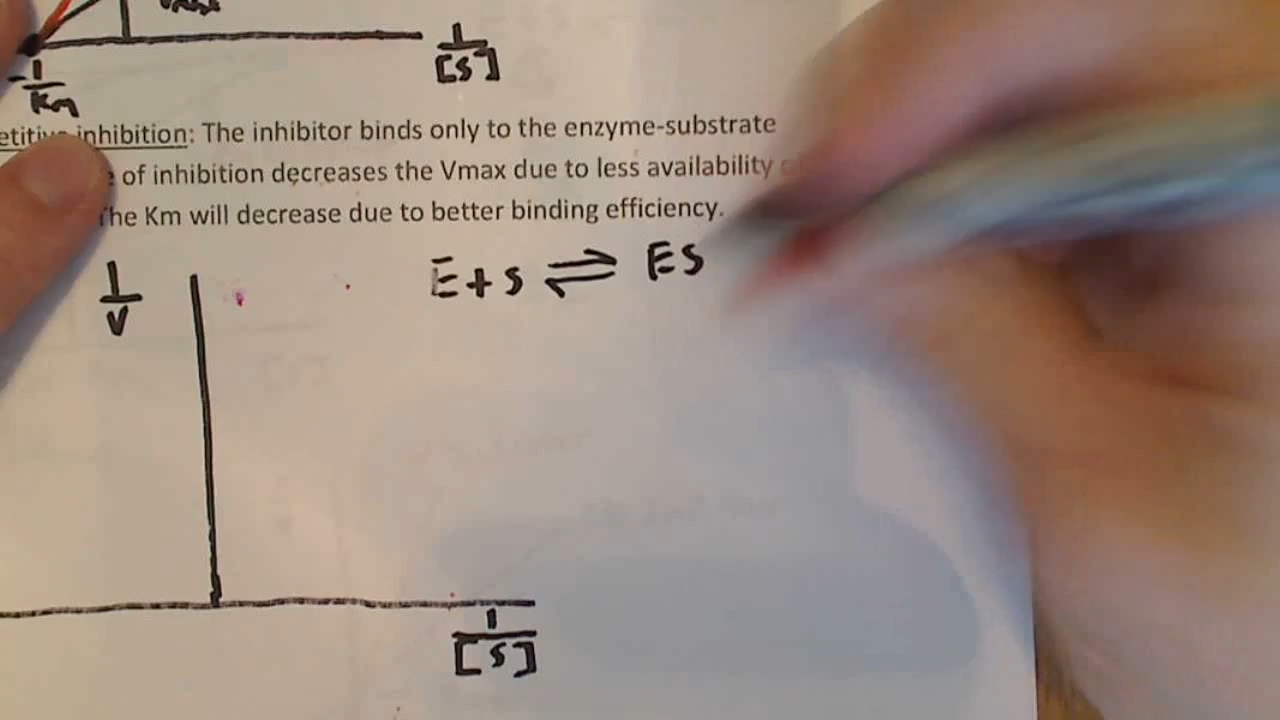 1
[S]
-1
Km
etitive inhibition: The inhibitor binds only to the enzyme-substrate
of inhibition decreases the Vmax due to less availability
The Km will decrease due to better binding efficiency.
1
V
E+S ⇌ ES
1
[S]